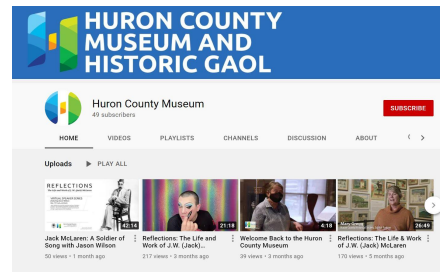 HURON COUNTY
MUSEUM AND
HISTORIC GAOL
Huron County Museum
49 subscribers
SUBSCRIBE
HOME VIDEOS PLAYLISTS CHANNELS DISCUSSION ABOUT
Uploads PLAY ALL
REFLECTIONS
42:14
21:18
4:18
26:49
Jack McLaren: A Soldier of
Song with Jason Wilson
50 views • 1 month ago
Reflections: The Life and
Work of J.W. (Jack)...
217 views • 3 months ago
Welcome Back to the Huron
County Museum
39 views • 3 months ago
Reflections: The Life & Work
of J.W. (Jack) McLaren
170 views • 5 months ago